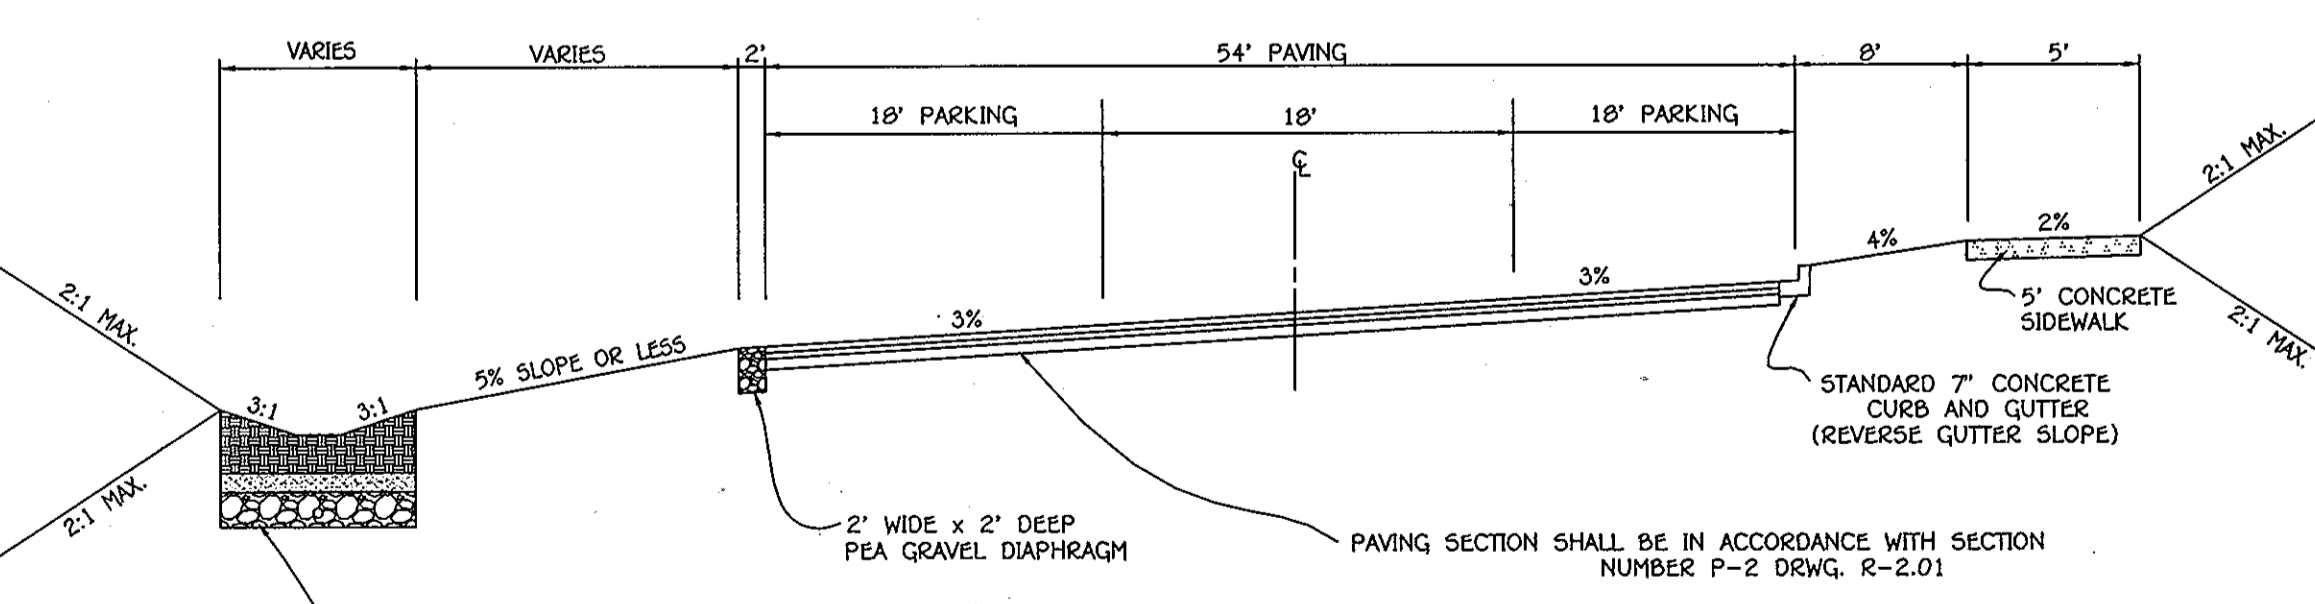 VARIES
VARIES
2'
54' PAVING
8'
5'
18' PARKING
18'
18' PARKING
℄
2:1 MAX.
2%
4%
3%
3%
5' CONCRETE
SIDEWALK
2:1 MAX.
2:1 MAX.
5% SLOPE OR LESS
3:1
3:1
STANDARD 7" CONCRETE
CURB AND GUTTER
(REVERSE GUTTER SLOPE)
2:1 MAX.
2' WIDE x 2' DEEP
PEA GRAVEL DIAPHRAGM
PAVING SECTION SHALL BE IN ACCORDANCE WITH SECTION
NUMBER P-2 DRWG. R-2.01